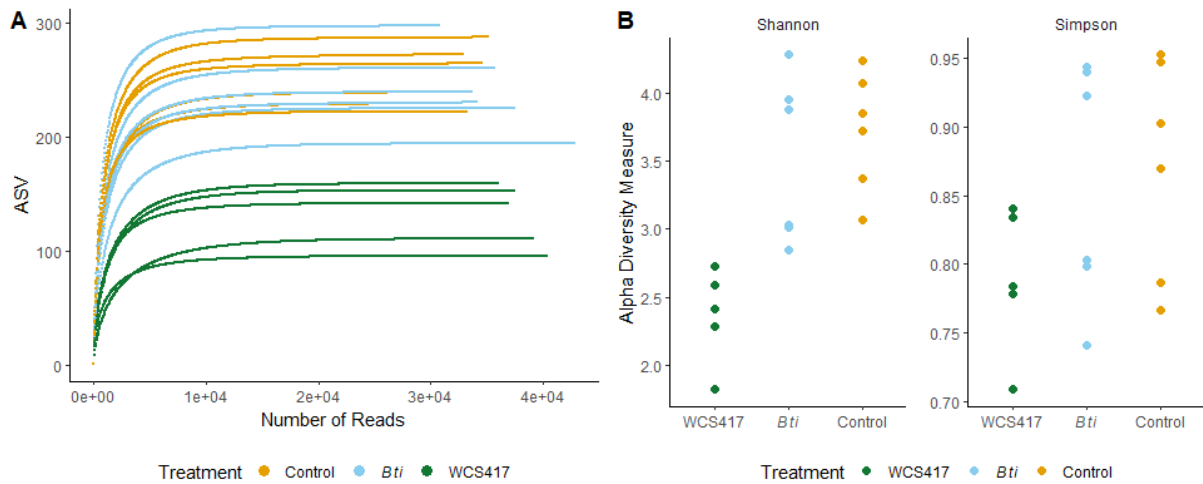 A
300
200
100
0
ASV
0e+00 1e+04 2e+04 3e+04 4e+04
Number of Reads
Treatment Control Bti WCS417
B
Shannon Simpson
4.0
3.5
3.0
2.5
2.0
Alpha Diversity Measure
0.95
0.90
0.85
0.80
0.75
0.70
WCS417 Bti Control WCS417 Bti Control
Treatment WCS417 Bti Control